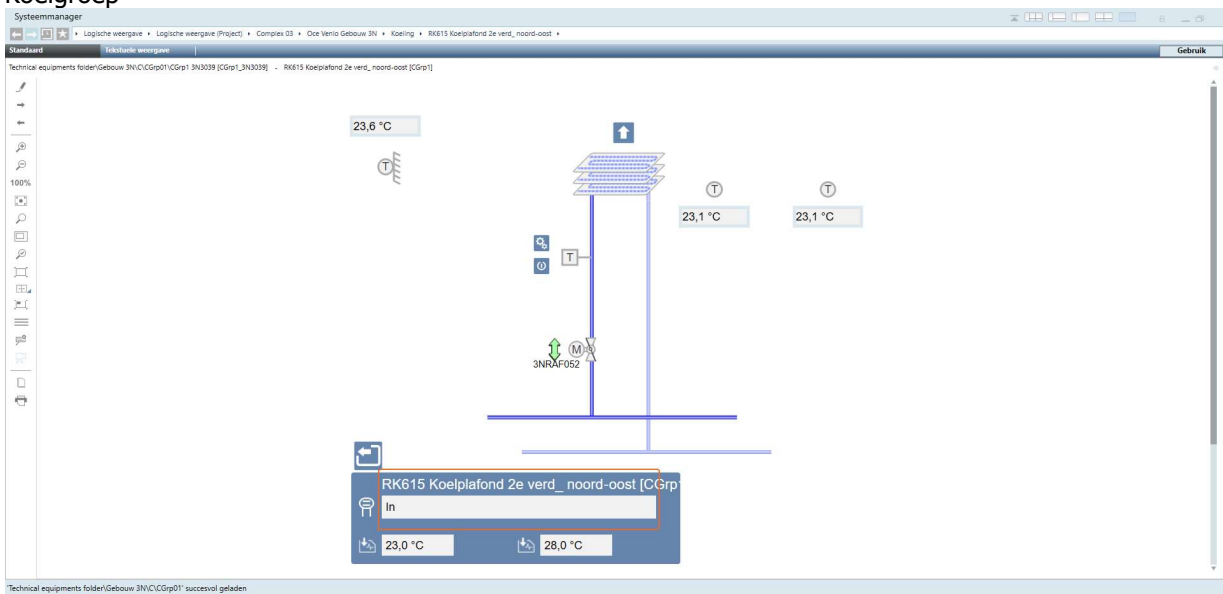 Koelgroep
Systeemmanager
Logische weergave Logische weergave (Project) Complex 03 Oce Venlo Gebouw 3N Koeling RK615 Koelplafond 2e verd_ noord-oost
Standaard Tekstuele weergave Gebruik
Technical equipments folder\Gebouw 3N\C\CGrp01\CGrp1 3N3039 [CGrp1_3N3039] - RK615 Koelplafond 2e verd_ noord-oost [CGrp1]
23,6 °C
T
100%
T T
23,1 °C 23,1 °C
T
M
3NRAF052
RK615 Koelplafond 2e verd_ noord-oost [CGrp1
In
23,0 °C 28,0 °C
'Technical equipments folder\Gebouw 3N\C\CGrp01' succesvol geladen